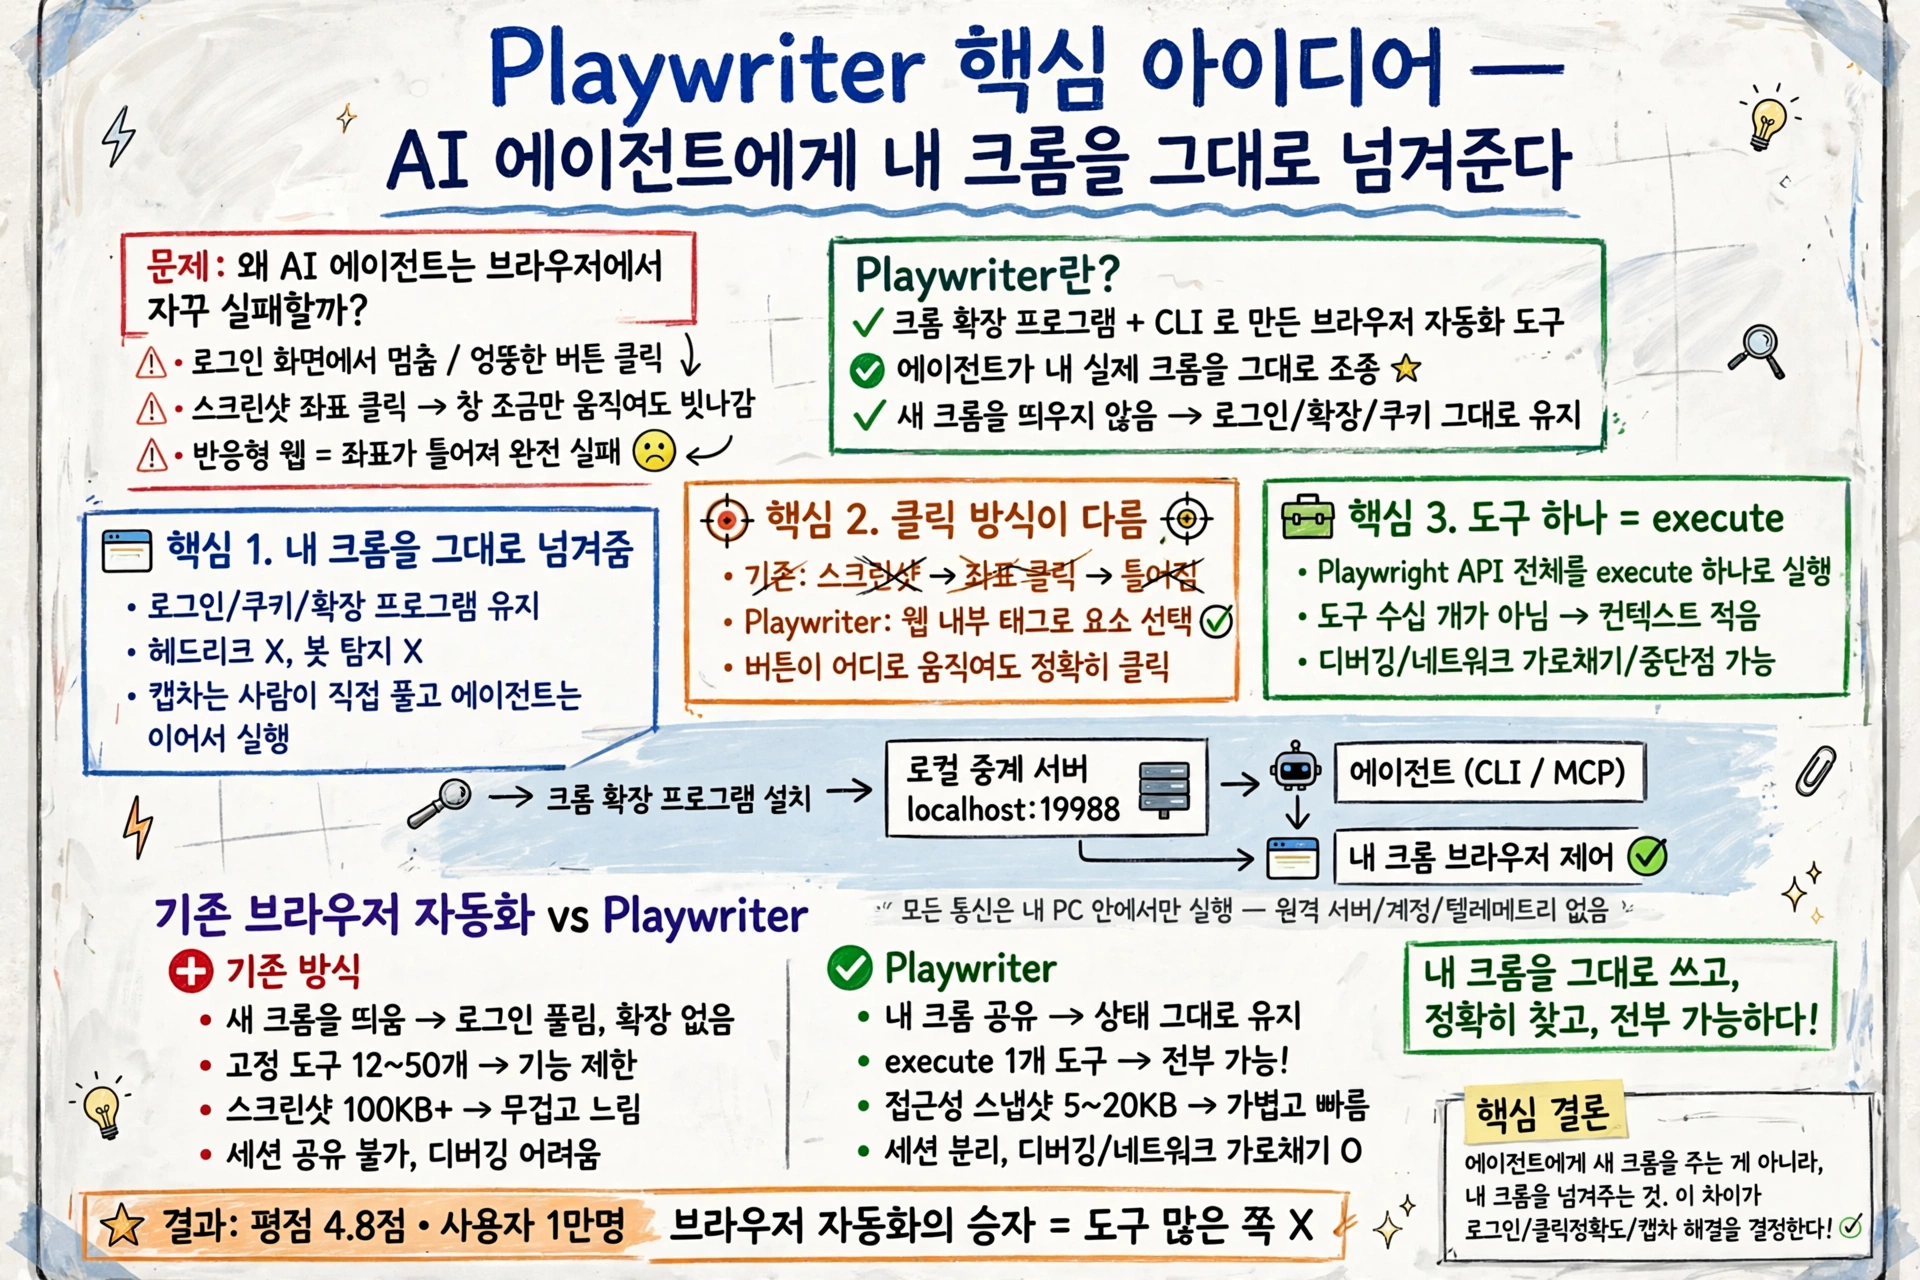 Playwriter 핵심 아이디어 —
AI 에이전트에게 내 크롬을 그대로 넘겨준다
문제: 왜 AI 에이전트는 브라우저에서
자꾸 실패할까?
• 로그인 화면에서 멈춤 / 엉뚱한 버튼 클릭
• 스크린샷 좌표 클릭 → 창 조금만 움직여도 빗나감
• 반응형 웹 = 좌표가 틀어져 완전 실패
Playwriter란?
크롬 확장 프로그램 + CLI 로 만든 브라우저 자동화 도구
에이전트가 내 실제 크롬을 그대로 조종
새 크롬을 띄우지 않음 → 로그인/확장/쿠키 그대로 유지
핵심 1. 내 크롬을 그대로 넘겨줌
• 로그인/쿠키/확장 프로그램 유지
• 헤드리크 X, 봇 탐지 X
• 캡차는 사람이 직접 풀고 에이전트는
이어서 실행
핵심 2. 클릭 방식이 다름
• 기존: 스크린샷 → 좌표 클릭 → 틀어짐
• Playwriter: 웹 내부 태그로 요소 선택
• 버튼이 어디로 움직여도 정확히 클릭
핵심 3. 도구 하나 = execute
• Playwright API 전체를 execute 하나로 실행
• 도구 수십 개가 아님 → 컨텍스트 적음
• 디버깅/네트워크 가로채기/중단점 가능
→ 크롬 확장 프로그램 설치 →
로컬 중계 서버
localhost:19988
→
에이전트 (CLI / MCP)
내 크롬 브라우저 제어
모든 통신은 내 PC 안에서만 실행 — 원격 서버/계정/텔레메트리 없음
기존 브라우저 자동화 vs Playwriter
기존 방식
• 새 크롬을 띄움 → 로그인 풀림, 확장 없음
• 고정 도구 12~50개 → 기능 제한
• 스크린샷 100KB+ → 무겁고 느림
• 세션 공유 불가, 디버깅 어려움
Playwriter
• 내 크롬 공유 → 상태 그대로 유지
• execute 1개 도구 → 전부 가능!
• 접근성 스냅샷 5~20KB → 가볍고 빠름
• 세션 분리, 디버깅/네트워크 가로채기 O
내 크롬을 그대로 쓰고,
정확히 찾고, 전부 가능하다!
핵심 결론
에이전트에게 새 크롬을 주는 게 아니라,
내 크롬을 넘겨주는 것. 이 차이가
로그인/클릭정확도/캡차 해결을 결정한다!
결과: 평점 4.8점 • 사용자 1만명
브라우저 자동화의 승자 = 도구 많은 쪽 X